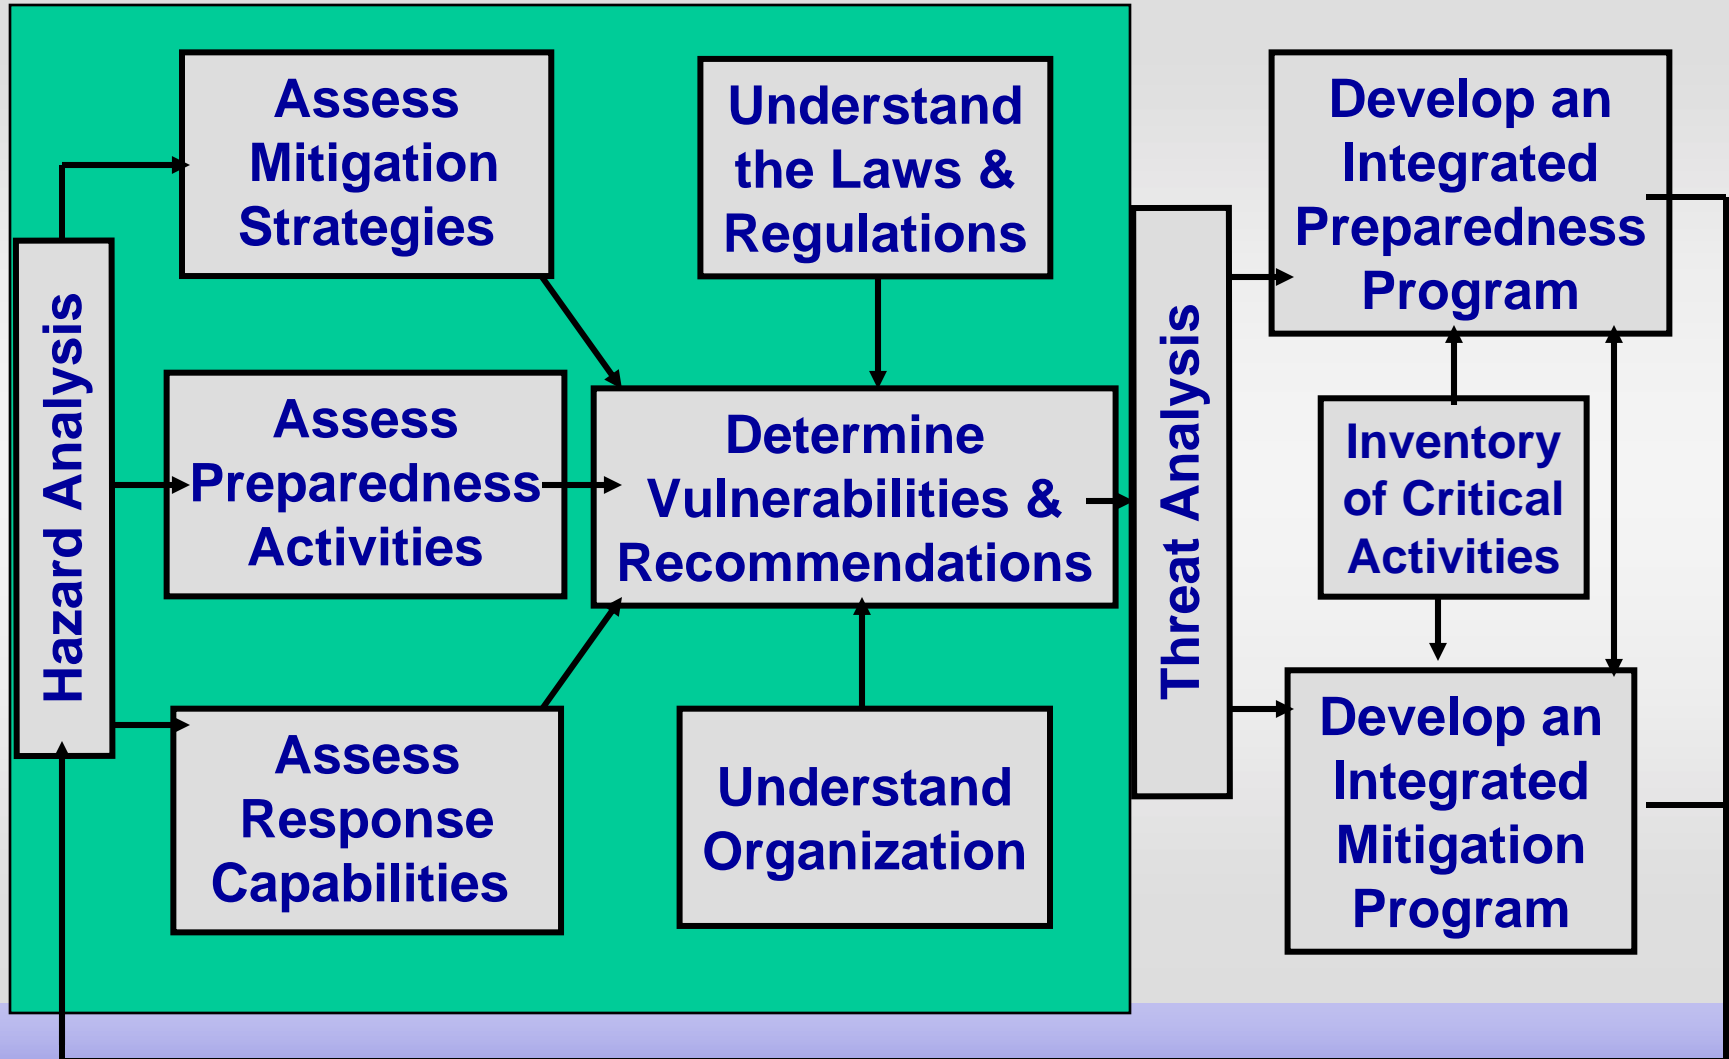 Hazard Analysis
Assess
Mitigation
Strategies
Assess
Preparedness
Activities
Assess
Response
Capabilities
Understand
the Laws &
Regulations
Determine
Vulnerabilities &
Recommendations
Understand
Organization
Threat Analysis
Develop an
Integrated
Preparedness
Program
Inventory
of Critical
Activities
Develop an
Integrated
Mitigation
Program